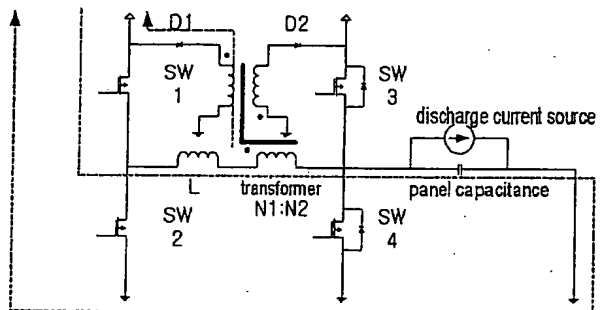 D1
D2
SW
1
SW
3
discharge current source
L
transformer
N1:N2
panel capacitance
SW
2
SW
4